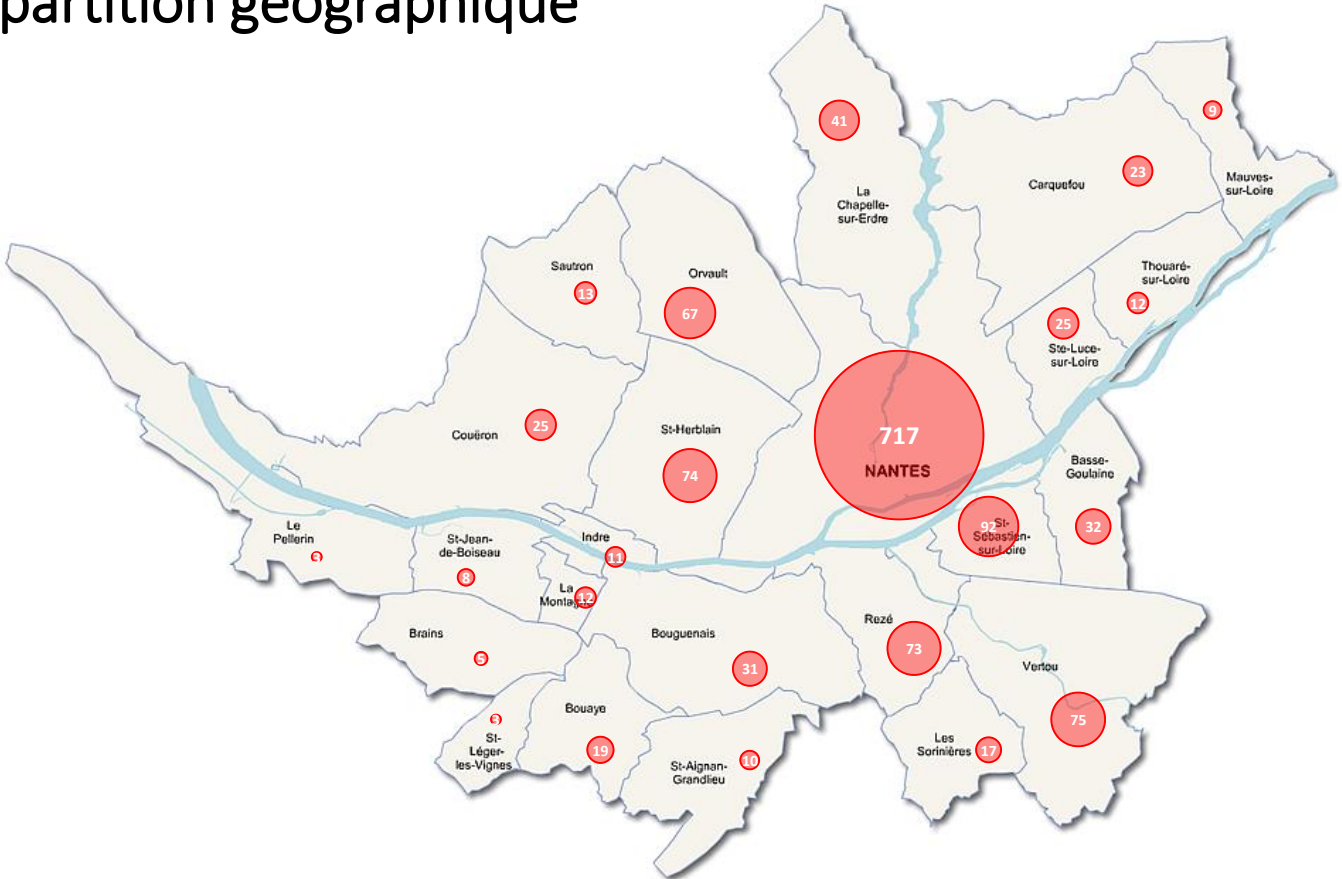 partition géographique
41
9
23
Carquefou
Mauves-
sur-Loire
La
Chapelle-
sur-Erdre
Sautron
13
Orvault
67
Thouaré-
sur-Loire
12
25
Ste-Luce-
sur-Loire
Couëron
25
St-Herblain
74
717
NANTES
Basse-
Goulaine
32
92
St-
Sébastien-
sur-Loire
Le
Pellerin
3
St-Jean-
de-Boiseau
8
Indre
11
La
Montagne
12
Brains
5
Bouguenais
31
Rezé
73
Vertou
75
3
St-
Léger-
les-Vignes
Bouaye
19
St-Aignan-
Grandlieu
10
Les
Sorinières
17